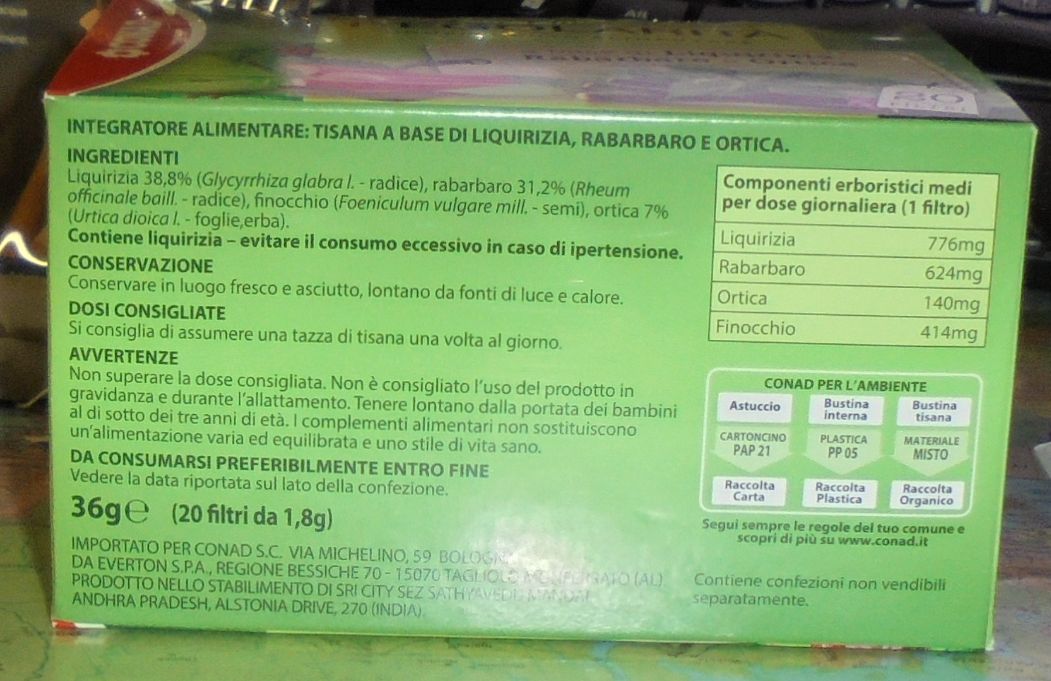 CONAD
Rabarbaro
INTEGRATORE ALIMENTARE: TISANA A BASE DI LIQUIRIZIA, RABARBARO E ORTICA.
INGREDIENTI
Liquirizia 38,8% (Glycyrrhiza glabra l. - radice), rabarbaro 31,2% (Rheum
officinale baill. - radice), finocchio (Foeniculum vulgare mill. - semi), ortica 7%
(Urtica dioica l. - foglie,erba).
Contiene liquirizia – evitare il consumo eccessivo in caso di ipertensione.
CONSERVAZIONE
Conservare in luogo fresco e asciutto, lontano da fonti di luce e calore.
DOSI CONSIGLIATE
Si consiglia di assumere una tazza di tisana una volta al giorno.
AVVERTENZE
Non superare la dose consigliata. Non è consigliato l'uso del prodotto in
gravidanza e durante l'allattamento. Tenere lontano dalla portata dei bambini
al di sotto dei tre anni di età. I complementi alimentari non sostituiscono
un'alimentazione varia ed equilibrata e uno stile di vita sano.
DA CONSUMARSI PREFERIBILMENTE ENTRO FINE
Vedere la data riportata sul lato della confezione.
36g℮ (20 filtri da 1,8g)
IMPORTATO PER CONAD S.C. VIA MICHELINO, 59 BOLOGNA
DA EVERTON S.P.A., REGIONE BESSICHE 70 - 15070 TAGLIOLO MONFERRATO (AL).
PRODOTTO NELLO STABILIMENTO DI SRI CITY SEZ SATHYAVEDU MANDAL
ANDHRA PRADESH, ALSTONIA DRIVE, 270 (INDIA).
Componenti erboristici medi
per dose giornaliera (1 filtro)
Liquirizia 776mg
Rabarbaro 624mg
Ortica 140mg
Finocchio 414mg
CONAD PER L'AMBIENTE
Astuccio Bustina interna Bustina tisana
CARTONCINO PAP 21 PLASTICA PP 05 MATERIALE MISTO
Raccolta Carta Raccolta Plastica Raccolta Organico
Segui sempre le regole del tuo comune e
scopri di più su www.conad.it
Contiene confezioni non vendibili
separatamente.